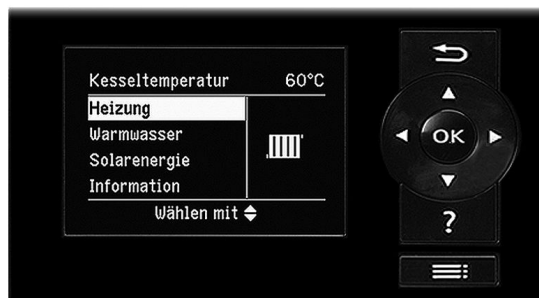 Kesseltemperatur 60°C
Heizung
Warmwasser
Solarenergie
Information
Wählen mit
OK
?